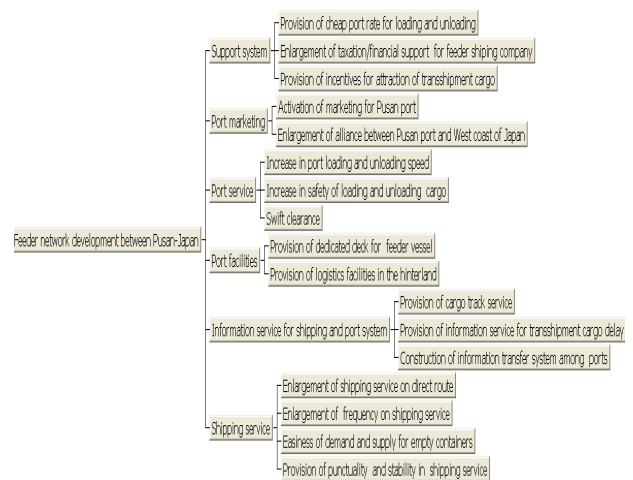 Provision of cheap port rate for loading and unloading
Support system
Enlargement of taxation/financial support for feeder shiping company
Provision of incentives for attraction of transshipment cargo
Activation of marketing for Pusan port
Port marketing
Enlargement of alliance between Pusan port and West coast of Japan
Increase in port loading and unloading speed
Port service
Increase in safety of loading and unloading cargo
Swift clearance
Feeder network development between Pusan-Japan
Provision of dedicated deck for feeder vessel
Port facilities
Provision of logistics facilities in the hinterland
Provision of cargo track service
Information service for shipping and port system
Provision of information service for transshipment cargo delay
Construction of information transfer system among ports
Enlargement of shipping service on direct route
Enlargement of frequency on shipping service
Shipping service
Easiness of demand and supply for empty containers
Provision of punctuality and stability in shipping service